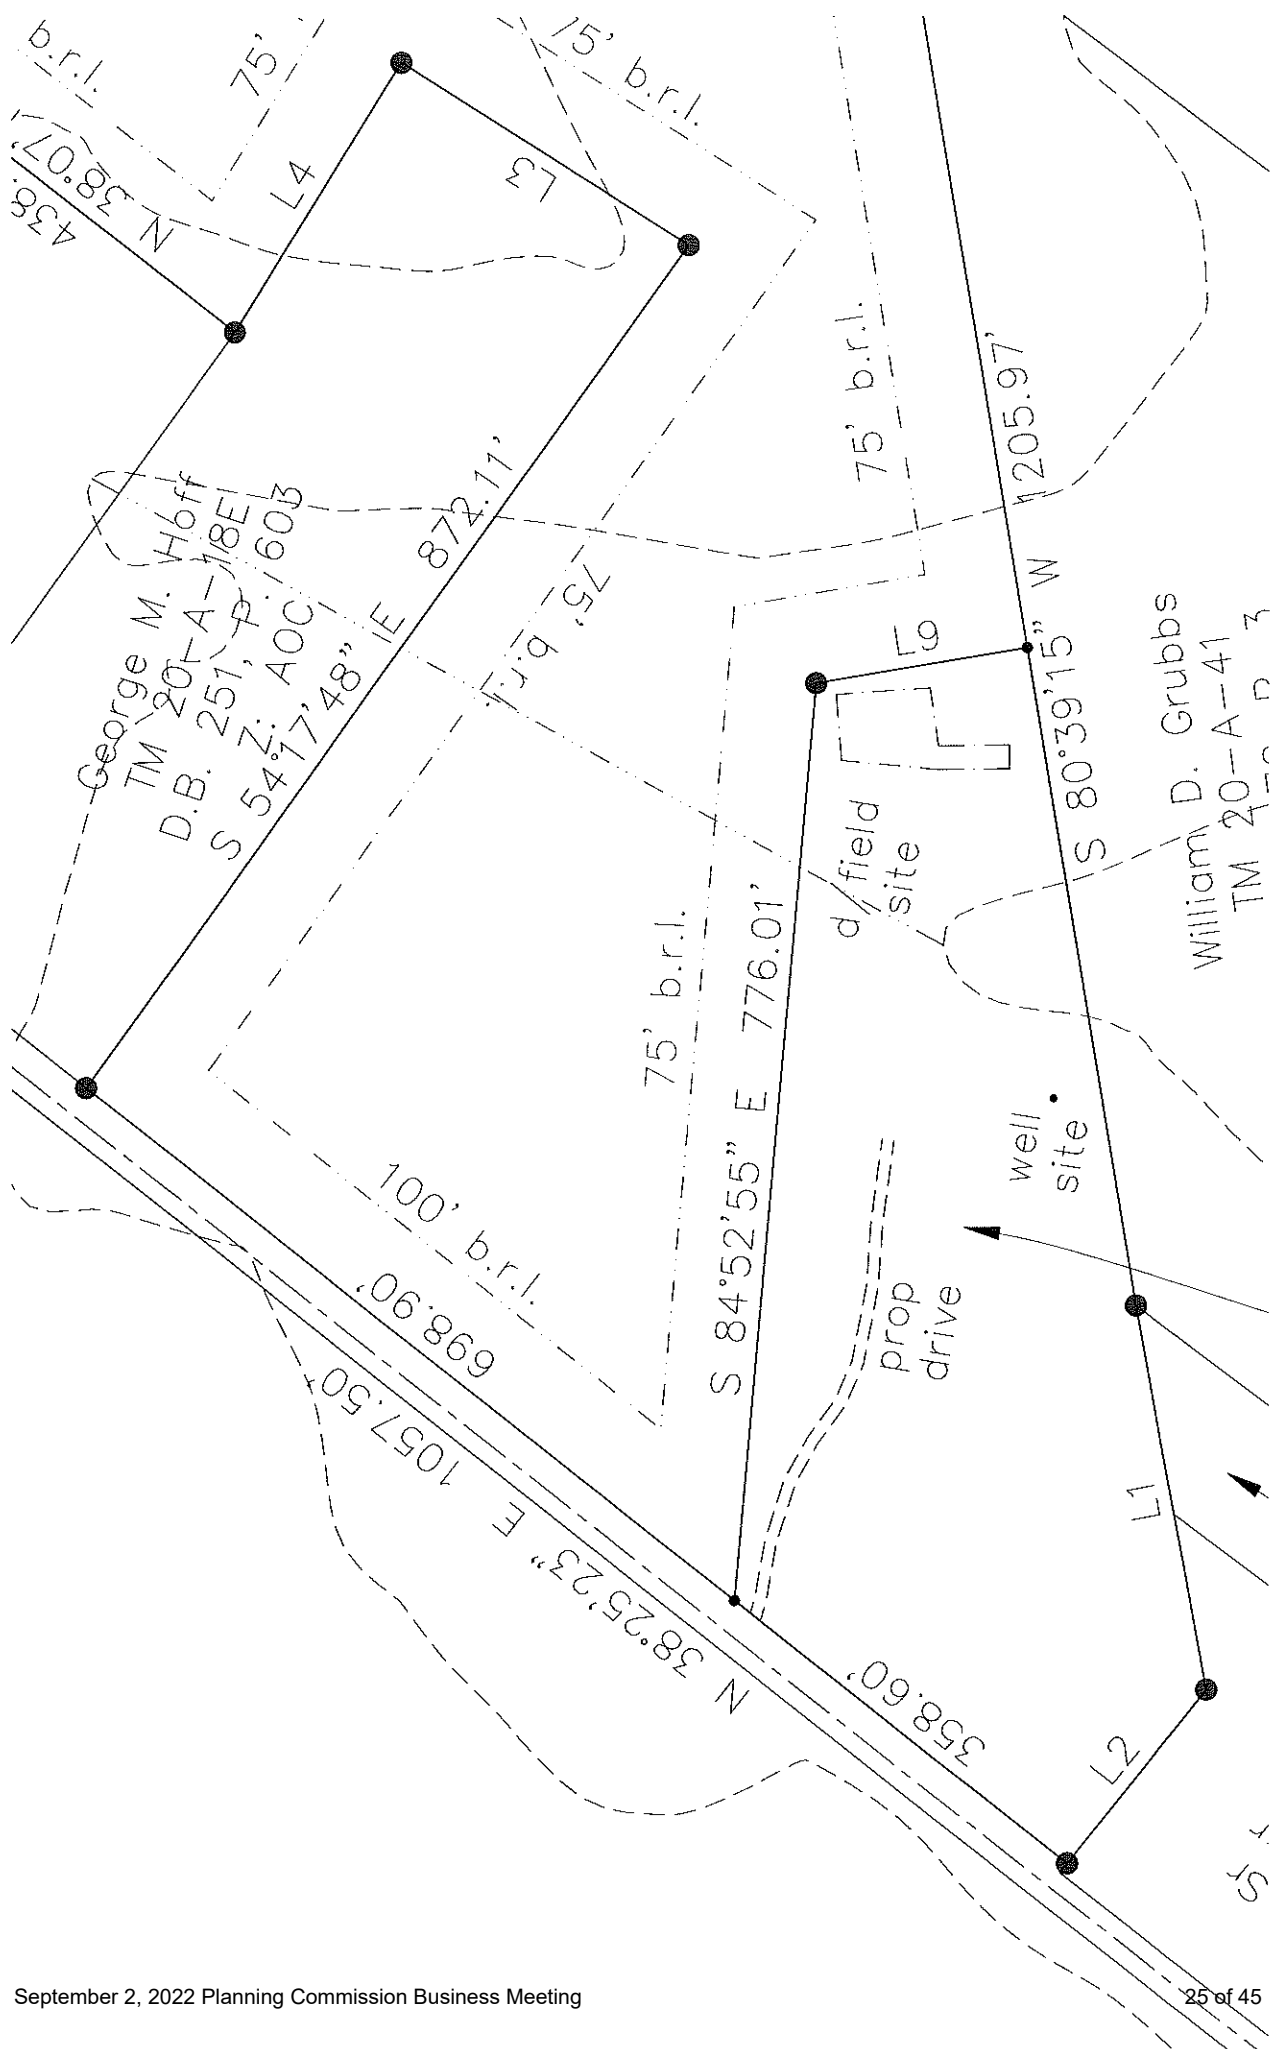 b.r.l.
75'
75' b.r.l.
N 38°07'
438.
L4
L3
75' b.r.l.
1205.97'
S 80°39'15" W
George M. Hoff
TM 20-A-18E
D.B. 251, P. 603
Z: AOC
S 54°17'48" E 872.11'
75' b.r.l.
L9
William D. Grubbs
TM 20-A-41
d/field
site
75' b.r.l.
S 84°52'55" E 776.01'
well
site
100' b.r.l.
698.90'
prop
drive
N 38°25'23" E 1057.50'
L1
358.60'
L2
September 2, 2022 Planning Commission Business Meeting
25 of 45